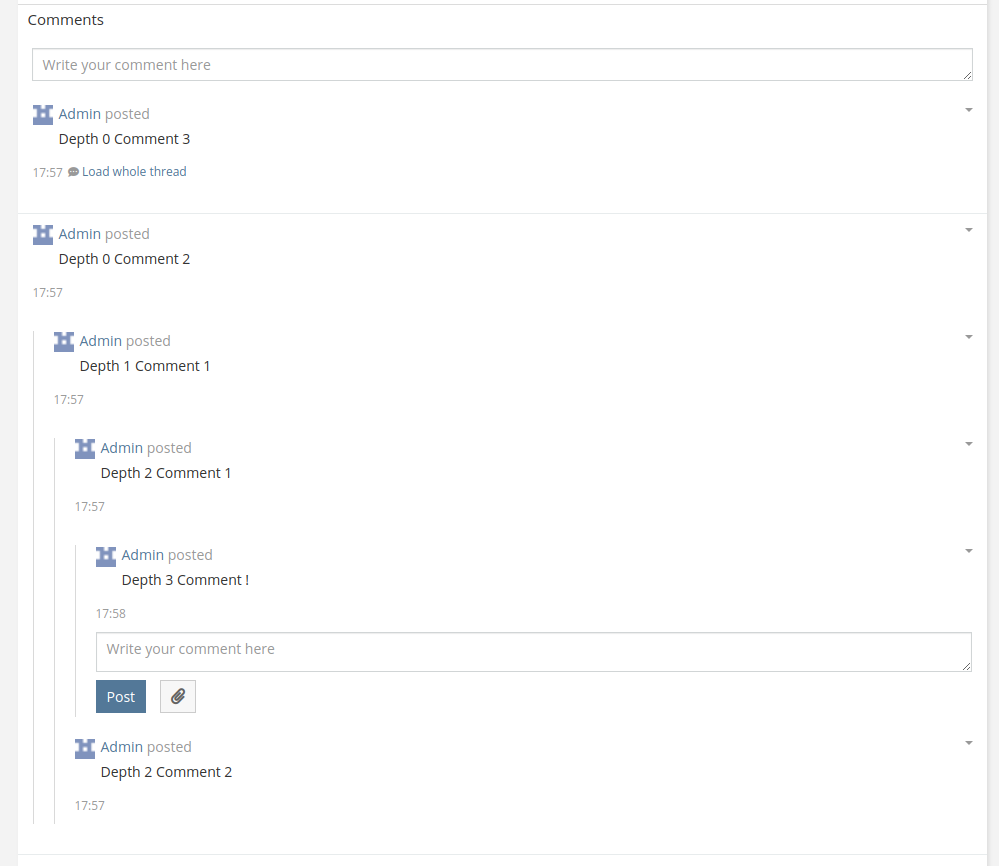 Comments
Write your comment here
Admin posted
Depth 0 Comment 3
17:57 Load whole thread
Admin posted
Depth 0 Comment 2
17:57
Admin posted
Depth 1 Comment 1
17:57
Admin posted
Depth 2 Comment 1
17:57
Admin posted
Depth 3 Comment !
17:58
Write your comment here
Post
Admin posted
Depth 2 Comment 2
17:57